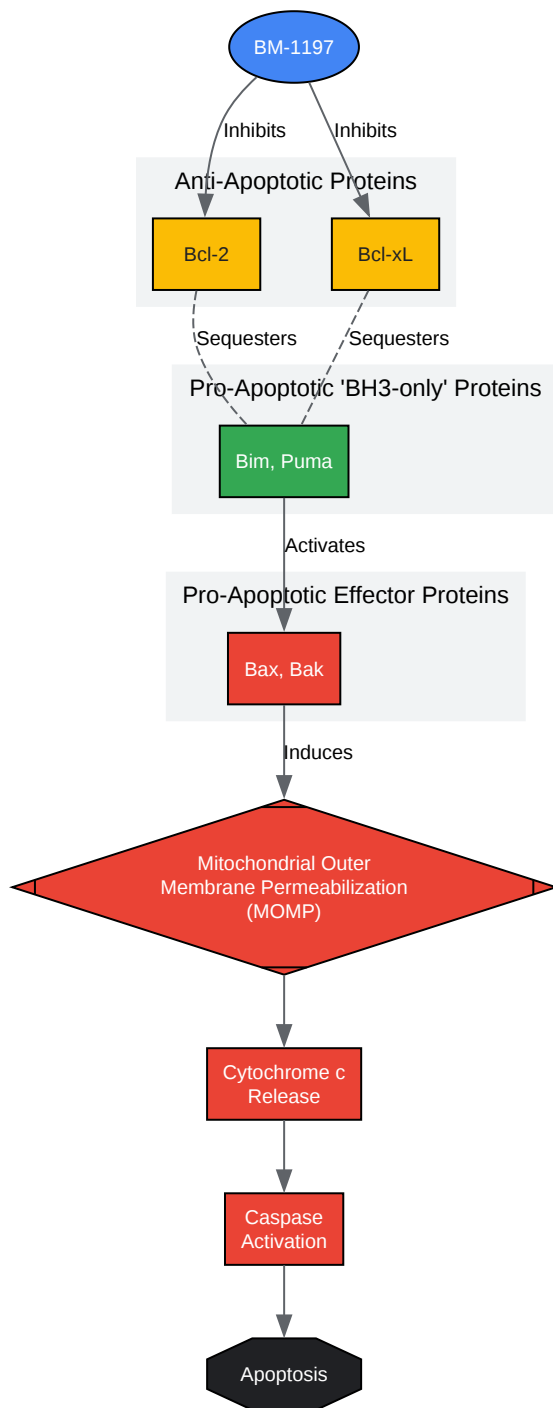 BM-1197
Inhibits
Inhibits
Anti-Apoptotic Proteins
Bcl-2
Bcl-xL
Sequesters
Sequesters
Pro-Apoptotic 'BH3-only' Proteins
Bim, Puma
Activates
Pro-Apoptotic Effector Proteins
Bax, Bak
Induces
Mitochondrial Outer
Membrane Permeabilization
(MOMP)
Cytochrome c
Release
Caspase
Activation
Apoptosis